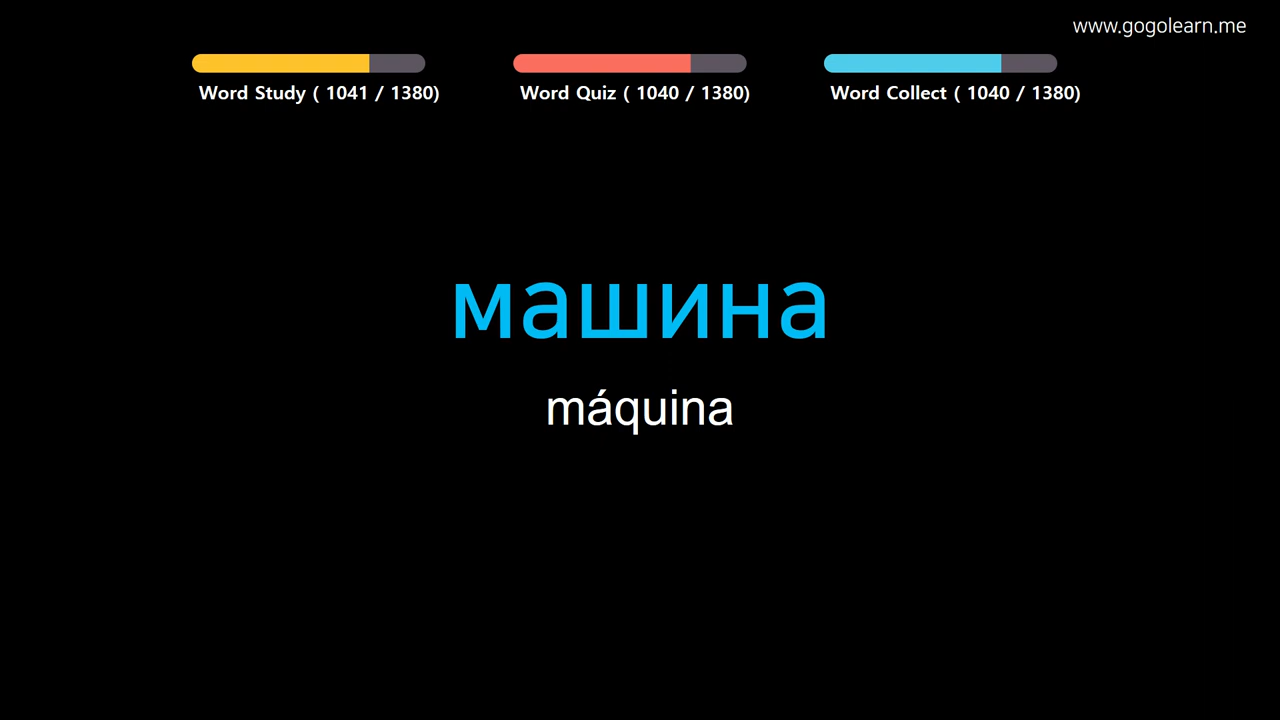 www.gogolearn.me
Word Study ( 1041 / 1380)
Word Quiz ( 1040 / 1380)
Word Collect ( 1040 / 1380)
машина
máquina